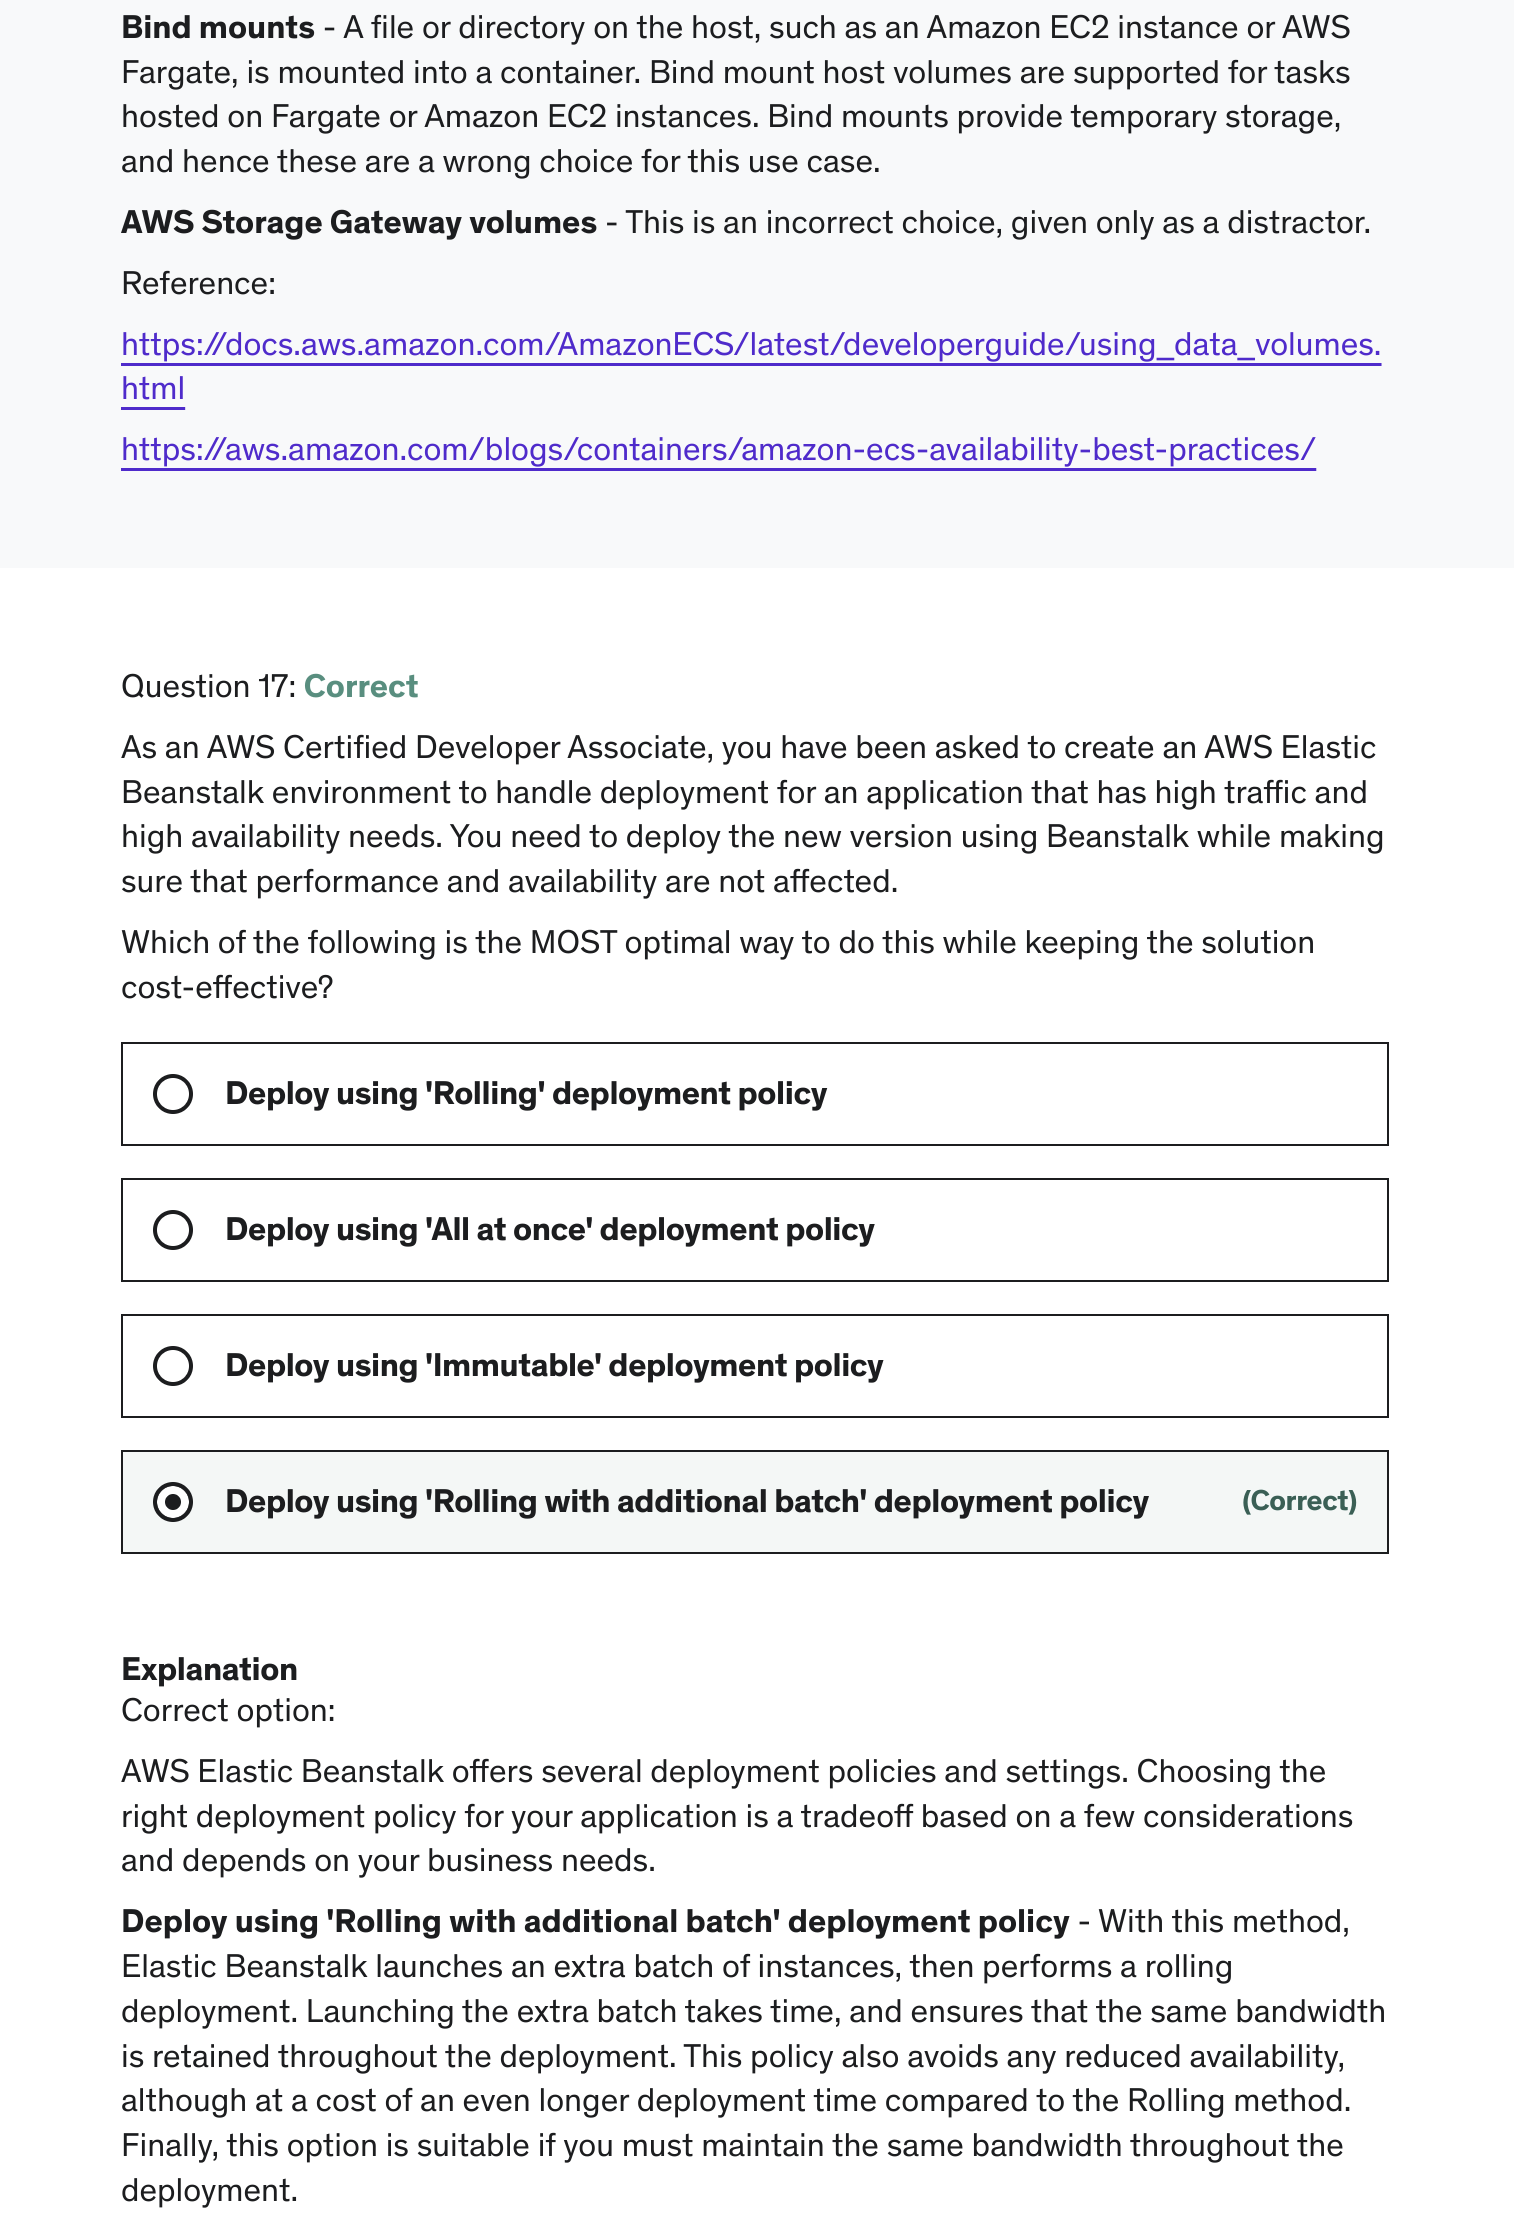 Bind mounts - A file or directory on the host, such as an Amazon EC2 instance or AWS
Fargate, is mounted into a container. Bind mount host volumes are supported for tasks
hosted on Fargate or Amazon EC2 instances. Bind mounts provide temporary storage,
and hence these are a wrong choice for this use case.
AWS Storage Gateway volumes - This is an incorrect choice, given only as a distractor.
Reference:
https://docs.aws.amazon.com/AmazonECS/latest/developerguide/using_data_volumes.
html
https://aws.amazon.com/blogs/containers/amazon-ecs-availability-best-practices/
Question 17: Correct
As an AWS Certified Developer Associate, you have been asked to create an AWS Elastic
Beanstalk environment to handle deployment for an application that has high traffic and
high availability needs. You need to deploy the new version using Beanstalk while making
sure that performance and availability are not affected.
Which of the following is the MOST optimal way to do this while keeping the solution
cost-effective?
Deploy using 'Rolling' deployment policy
Deploy using 'All at once' deployment policy
Deploy using 'Immutable' deployment policy
Deploy using 'Rolling with additional batch' deployment policy (Correct)
Explanation
Correct option:
AWS Elastic Beanstalk offers several deployment policies and settings. Choosing the
right deployment policy for your application is a tradeoff based on a few considerations
and depends on your business needs.
Deploy using 'Rolling with additional batch' deployment policy - With this method,
Elastic Beanstalk launches an extra batch of instances, then performs a rolling
deployment. Launching the extra batch takes time, and ensures that the same bandwidth
is retained throughout the deployment. This policy also avoids any reduced availability,
although at a cost of an even longer deployment time compared to the Rolling method.
Finally, this option is suitable if you must maintain the same bandwidth throughout the
deployment.